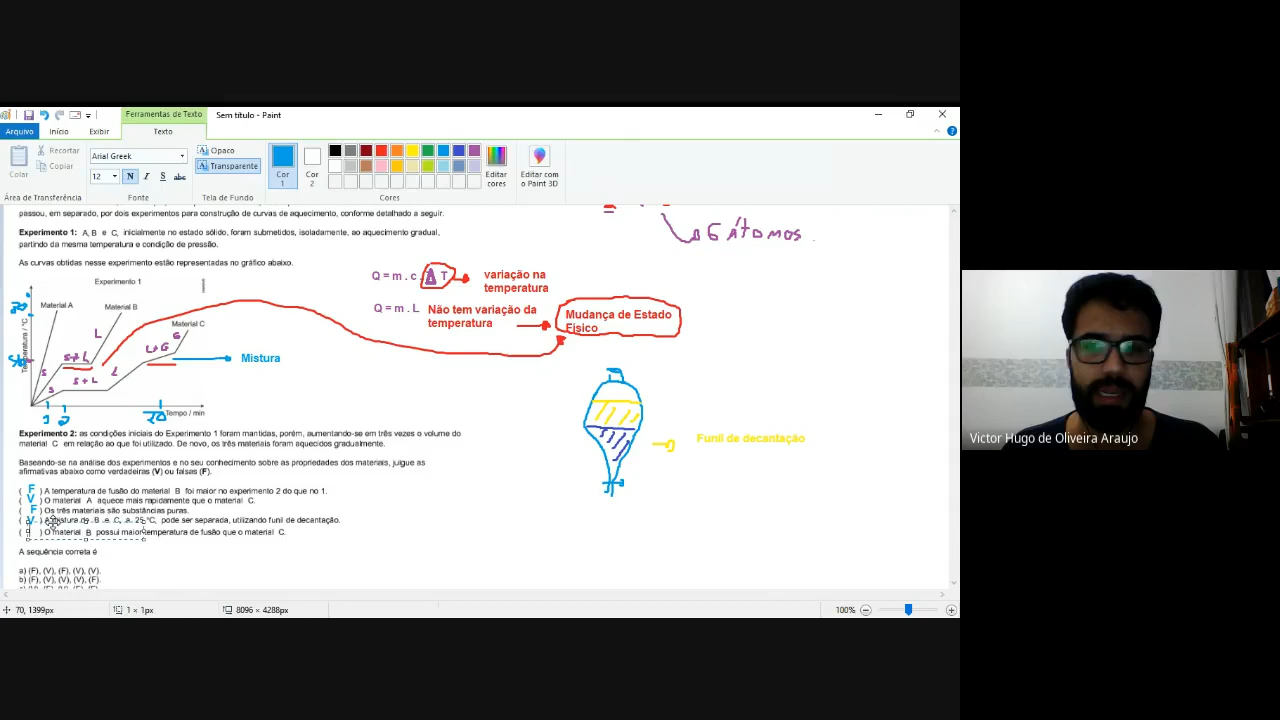 Ferramentas de Texto
Sem título - Paint
Arquivo
Início
Exibir
Texto
Colar
Recortar
Copiar
Arial Greek
12
N
I
S
abc
Opaco
Transparente
Cor
1
Cor
2
Editar
cores
Editar com
o Paint 3D
Área de Transferência
Fonte
Tela de Fundo
Cores
passou, em separado, por dois experimentos para construção de curvas de aquecimento, conforme detalhado a seguir.
Experimento 1: A, B e C, inicialmente no estado sólido, foram submetidos, isoladamente, ao aquecimento gradual,
partindo da mesma temperatura e condição de pressão.
As curvas obtidas nesse experimento estão representadas no gráfico abaixo.
Experimento 1
Material A
Material B
Material C
Temperatura / °C
Tempo / min
S
S
S+L
S+L
L
L
L+G
G
1
2
Mistura
Q = m . c . Δ T
variação na
temperatura
Q = m . L
Não tem variação da
temperatura
Mudança de Estado
Físico
6 átomos
Funil de decantação
Experimento 2: as condições iniciais do Experimento 1 foram mantidas, porém, aumentando-se em três vezes o volume do
material C em relação ao que foi utilizado. De novo, os três materiais foram aquecidos gradualmente.
Baseando-se na análise dos experimentos e no seu conhecimento sobre as propriedades dos materiais, julgue as
afirmativas abaixo como verdadeiras (V) ou falsas (F).
( F ) A temperatura de fusão do material B foi maior no experimento 2 do que no 1.
( V ) O material A aquece mais rapidamente que o material C.
( F ) Os três materiais são substâncias puras.
( V ) A mistura de B e C, a 25 °C, pode ser separada, utilizando funil de decantação.
( ) O material B possui maior temperatura de fusão que o material C.
A sequência correta é
a) (F), (V), (F), (V), (V).
b) (F), (V), (V), (V), (F).
70, 1399px
1 × 1px
8096 × 4288px
100%
Victor Hugo de Oliveira Araujo